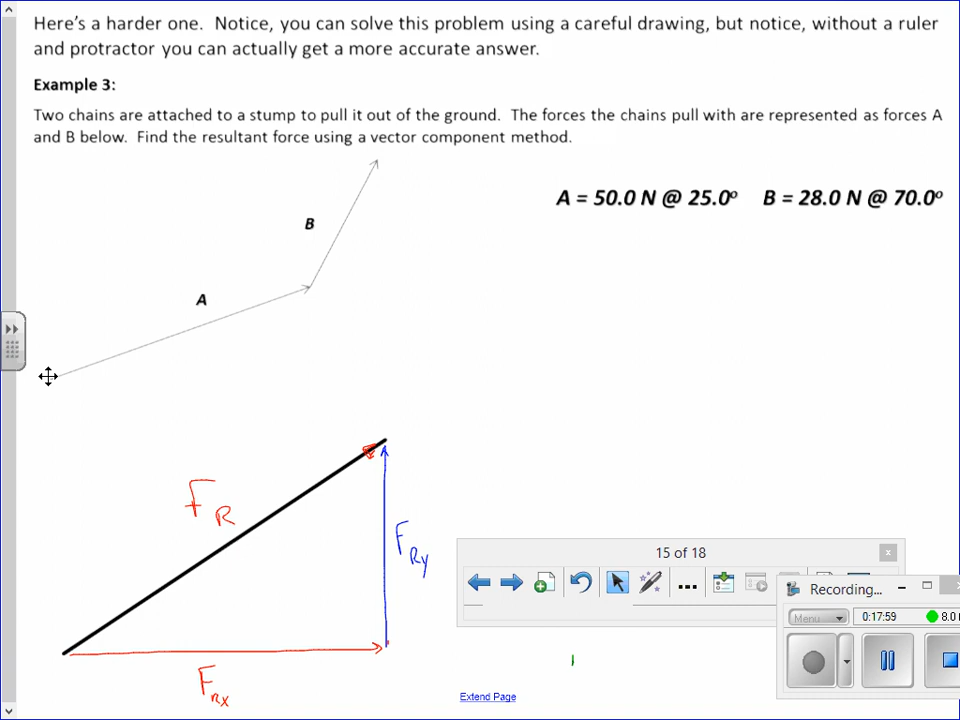 Here's a harder one. Notice, you can solve this problem using a careful drawing, but notice, without a ruler
and protractor you can actually get a more accurate answer.
Example 3:
Two chains are attached to a stump to pull it out of the ground. The forces the chains pull with are represented as forces A
and B below. Find the resultant force using a vector component method.
A = 50.0 N @ 25.0° B = 28.0 N @ 70.0°
B
A
F_R
F_Ry
F_Rx
15 of 18
x
Recording...
Menu
0:17:59
8.0
Extend Page